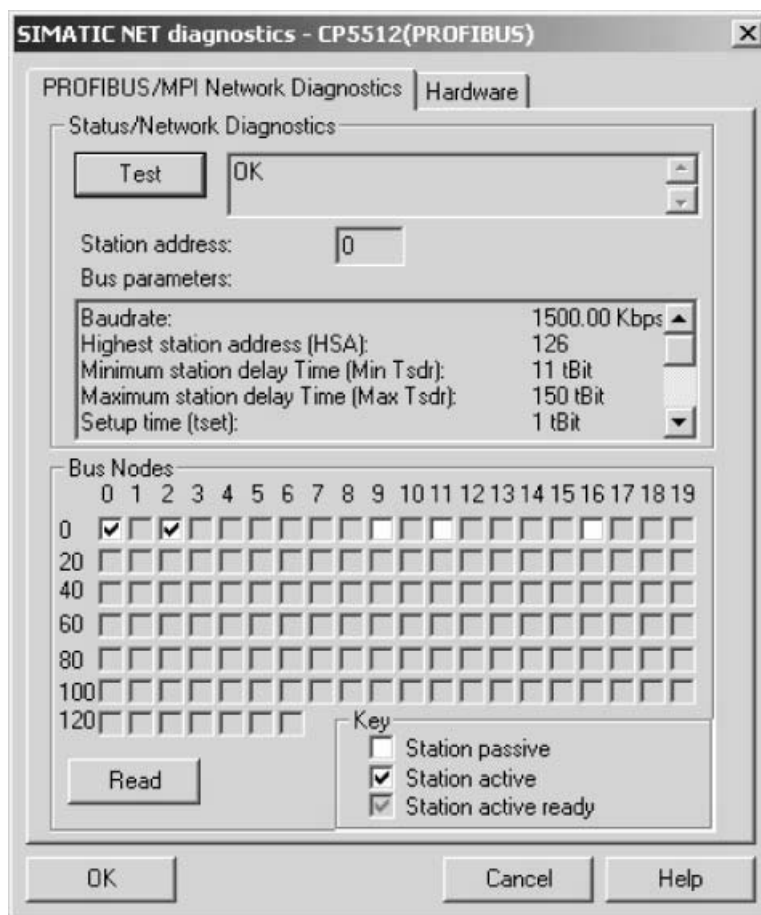 SIMATIC NET diagnostics - CP5512(PROFIBUS)
PROFIBUS/MPI Network Diagnostics Hardware
Status/Network Diagnostics
Test OK
Station address: 0
Bus parameters:
Baudrate: 1500.00 Kbps
Highest station address (HSA): 126
Minimum station delay Time (Min Tsdr): 11 tBit
Maximum station delay Time (Max Tsdr): 150 tBit
Setup time (tset): 1 tBit
Bus Nodes
0 1 2 3 4 5 6 7 8 9 10 11 12 13 14 15 16 17 18 19
0
20
40
60
80
100
120
Key
Station passive
Station active
Station active ready
Read
OK Cancel Help